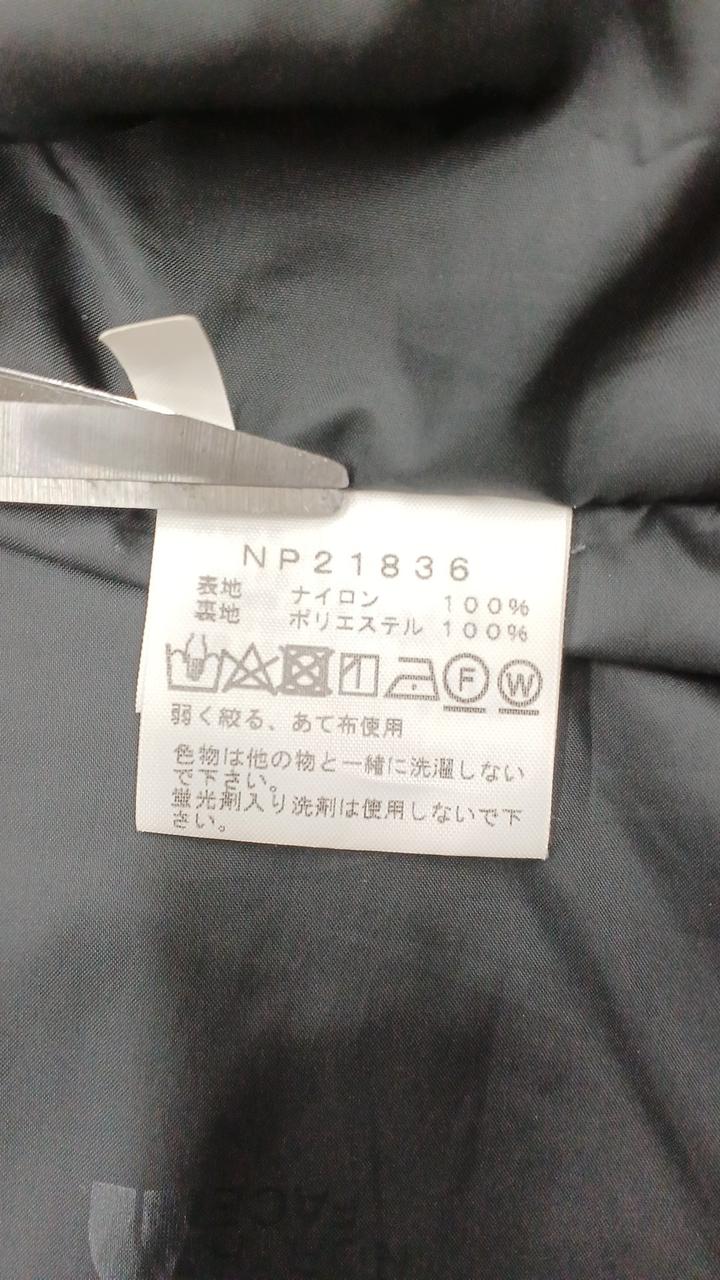 NP21836
表地 ナイロン 100%
裏地 ポリエステル 100%
F W
弱く絞る、あて布使用
色物は他の物と一緒に洗濯しない
で下さい。
蛍光剤入り洗剤は使用しないで下
さい。